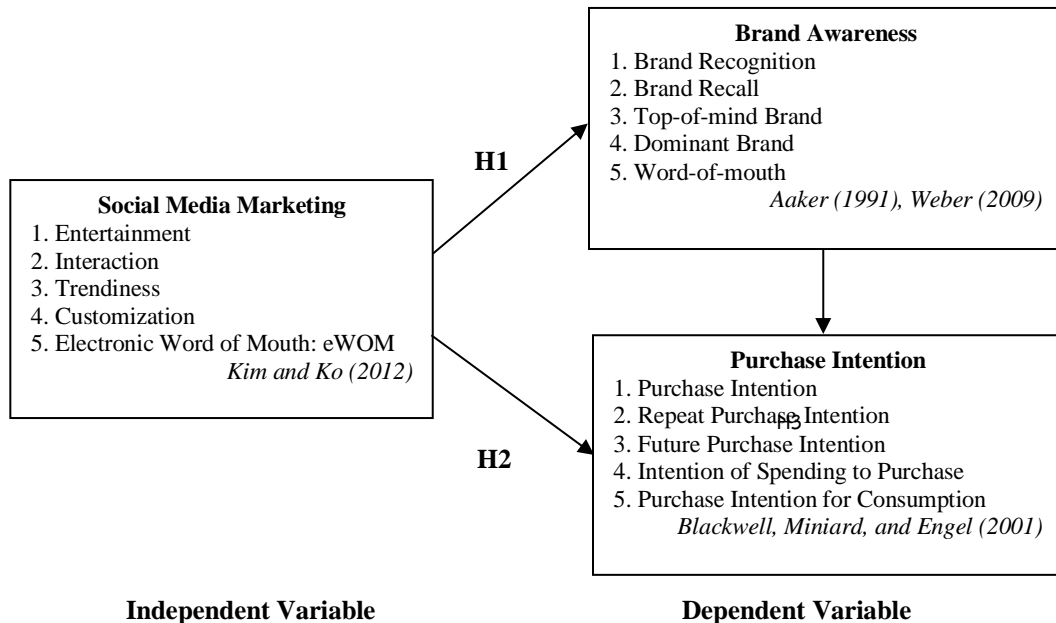 Brand Awareness
1. Brand Recognition
2. Brand Recall
3. Top-of-mind Brand
4. Dominant Brand
5. Word-of-mouth
Aaker (1991), Weber (2009)
H1
Social Media Marketing
1. Entertainment
2. Interaction
3. Trendiness
4. Customization
5. Electronic Word of Mouth: eWOM
Kim and Ko (2012)
H2
Purchase Intention
1. Purchase Intention
2. Repeat Purchase Intention
H3
3. Future Purchase Intention
4. Intention of Spending to Purchase
5. Purchase Intention for Consumption
Blackwell, Miniard, and Engel (2001)
Independent Variable
Dependent Variable